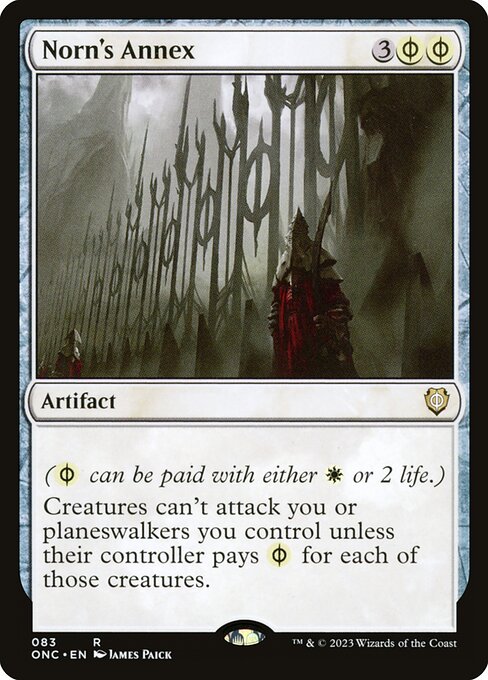 Norn's Annex 3
Artifact
( can be paid with either or 2 life.)
Creatures can't attack you or
planeswalkers you control unless
their controller pays for each of
those creatures.
083 R
ONC • EN James Paick
™ & © 2023 Wizards of the Coast